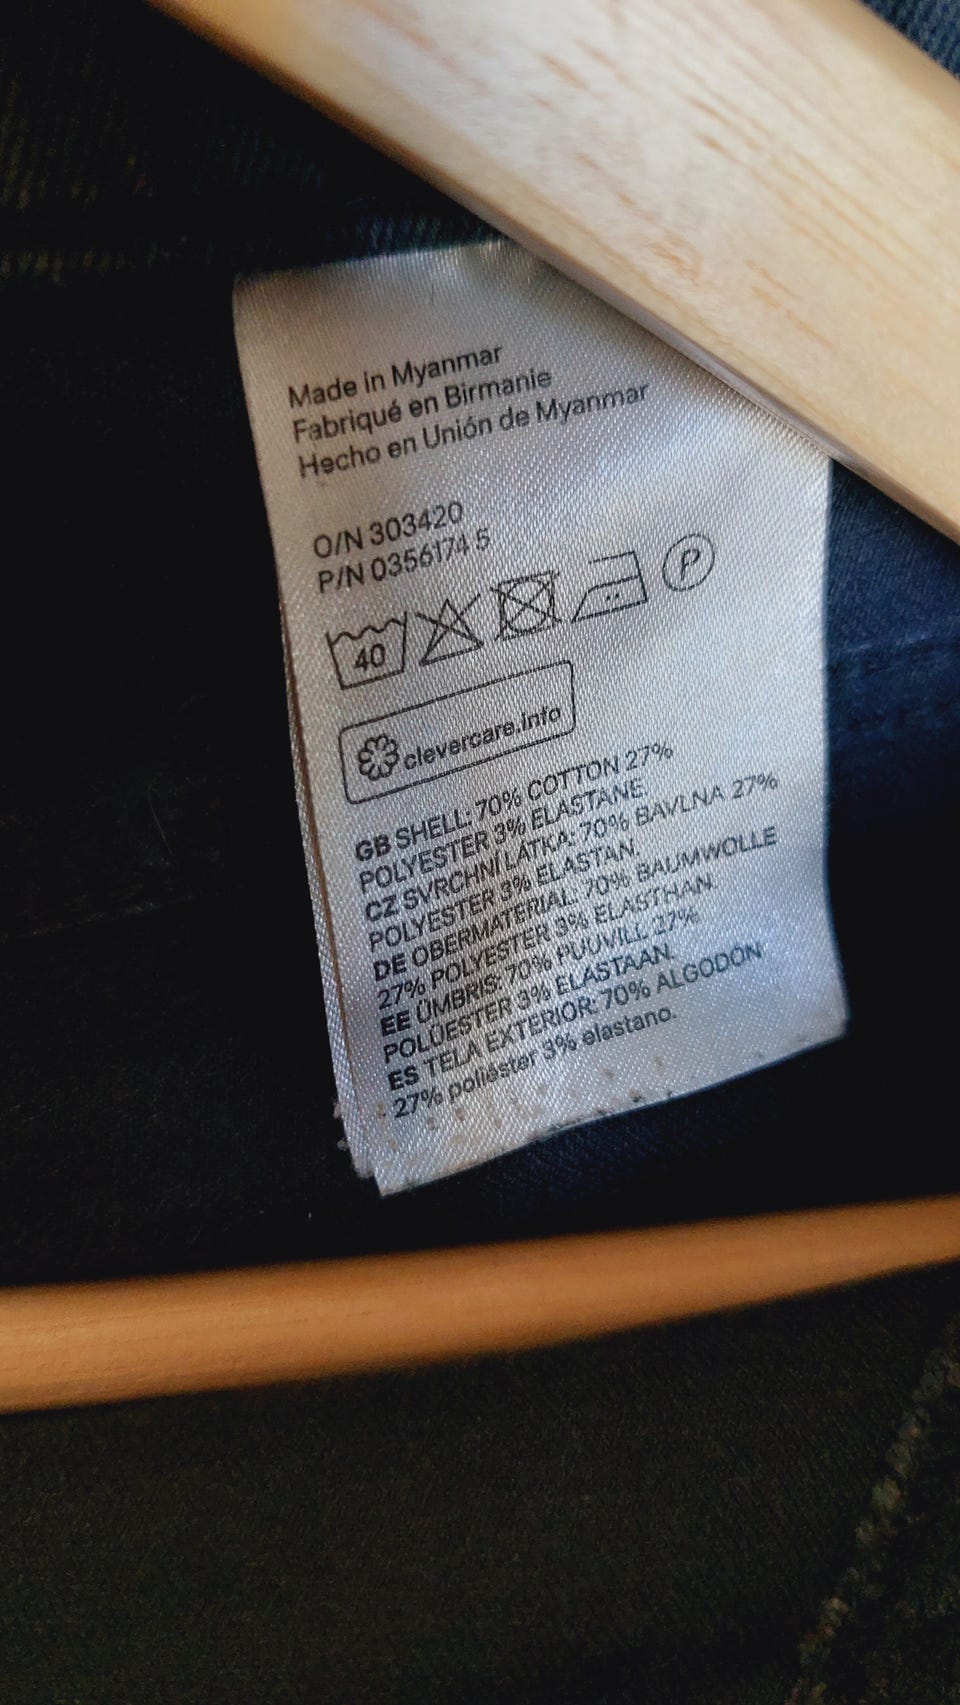 Made in Myanmar
Fabriqué en Birmanie
Hecho en Unión de Myanmar
O/N 303420
P/N 0356174 5
40
P
clevercare.info
GB SHELL: 70% COTTON 27%
POLYESTER 3% ELASTANE
CZ SVRCHNÍ LÁTKA: 70% BAVLNA 27%
POLYESTER 3% ELASTAN.
DE OBERMATERIAL: 70% BAUMWOLLE
27% POLYESTER 3% ELASTHAN.
EE ÜMBRIS: 70% PUUVILL 27%
POLÜESTER 3% ELASTAAN.
ES TELA EXTERIOR: 70% ALGODÓN
27% poliéster 3% elastano.